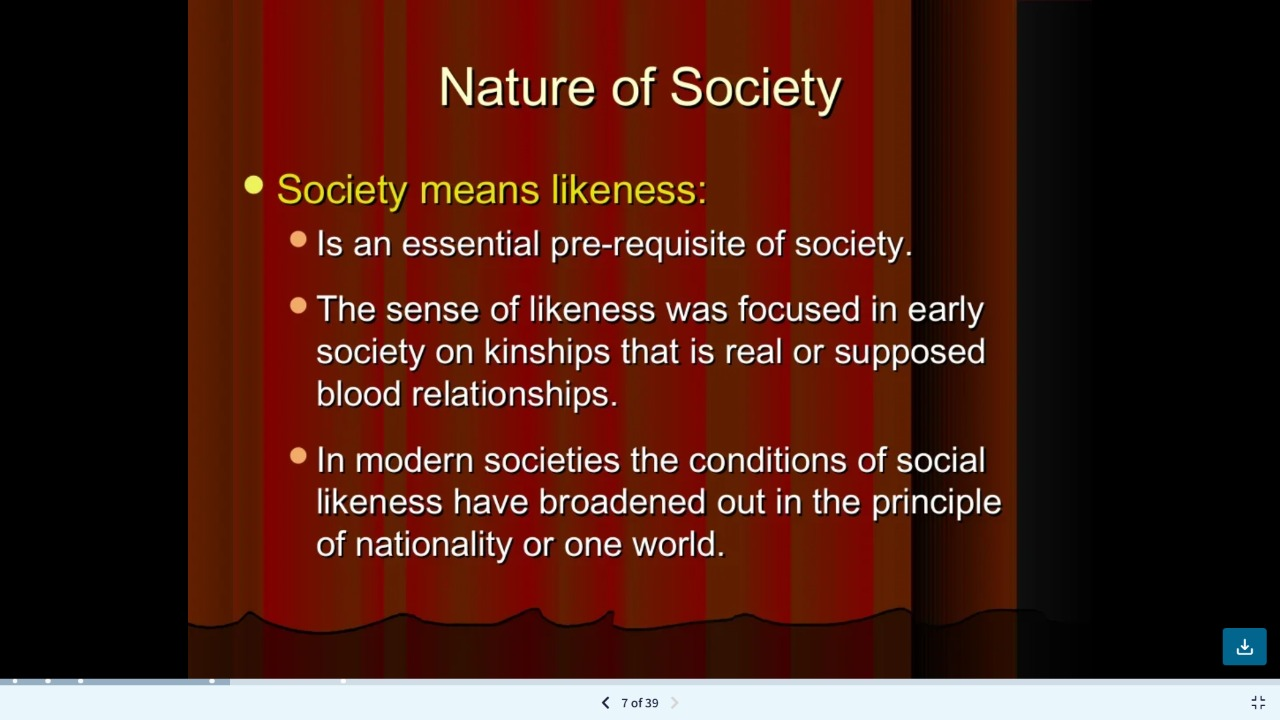 Nature of Society
Society means likeness:
Is an essential pre-requisite of society.
The sense of likeness was focused in early
society on kinships that is real or supposed
blood relationships.
In modern societies the conditions of social
likeness have broadened out in the principle
of nationality or one world.
7 of 39